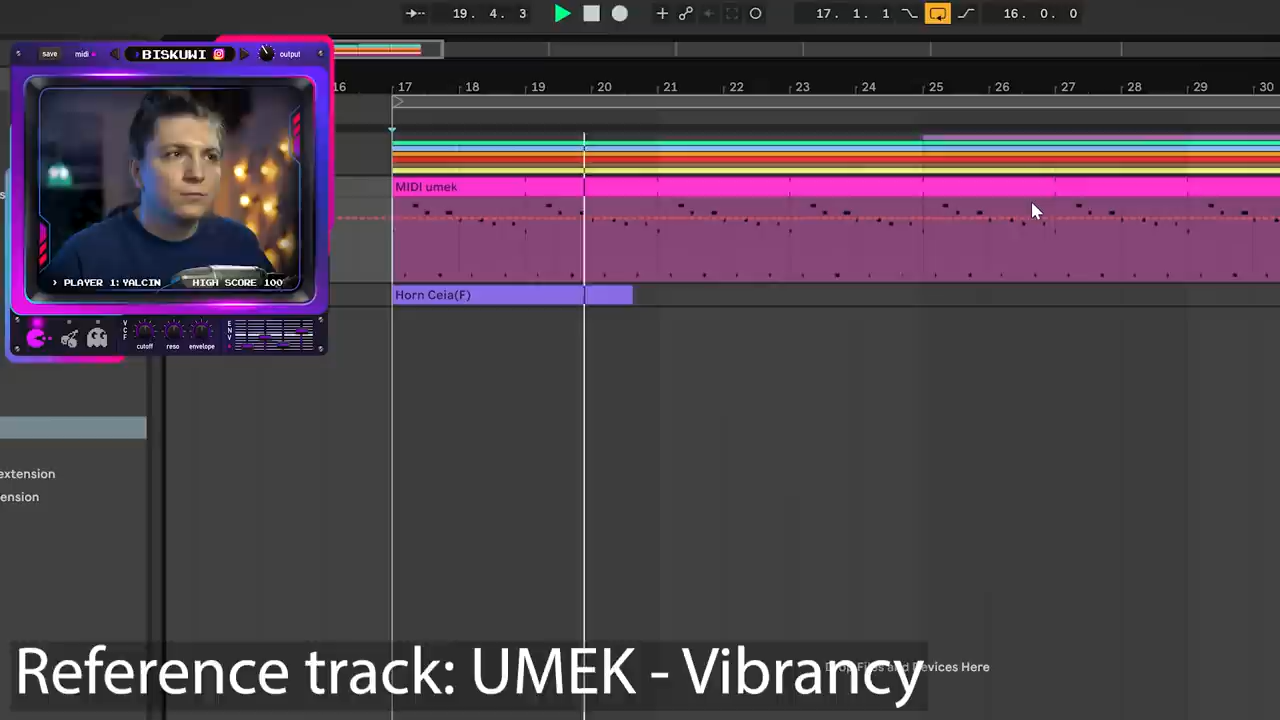 19. 4. 3
17. 1. 1
16. 0. 0
save
midi
BISKUWI
output
16
17
18
19
20
21
22
23
24
25
26
27
28
29
30
MIDI umek
Horn Ceia(F)
› PLAYER 1:YALCIN
HIGH SCORE 100
VCF
cutoff
reso
envelope
ENV
extension
ension
Reference track: UMEK - Vibrancy
Drop Files and Devices Here